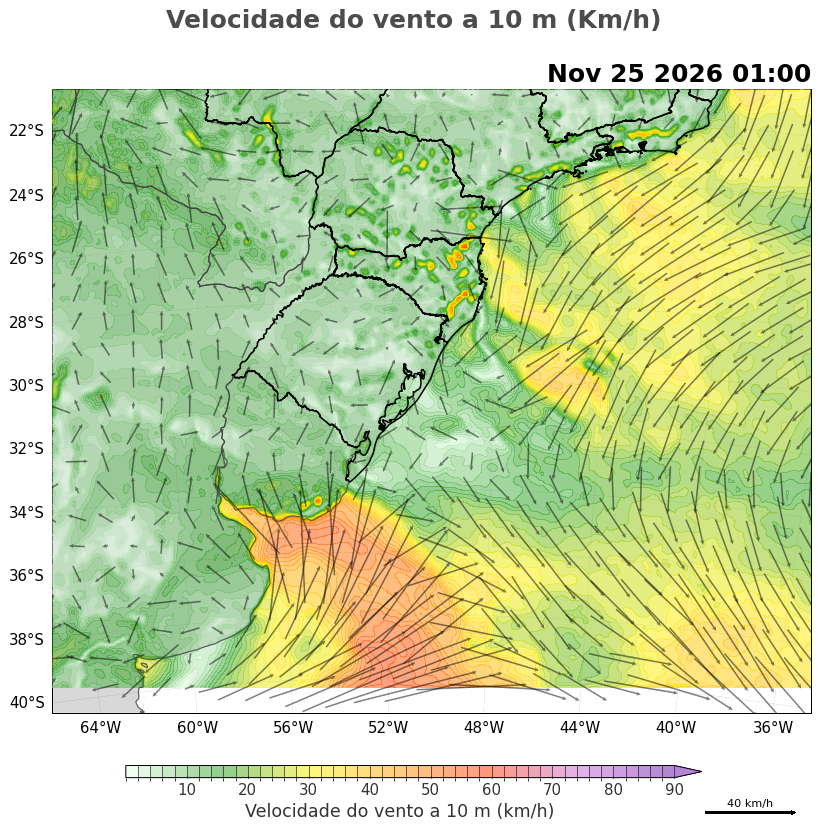 Velocidade do vento a 10 m (Km/h)
Nov 25 2026 01:00
22°S
24°S
26°S
28°S
30°S
32°S
34°S
36°S
38°S
40°S
64°W 60°W 56°W 52°W 48°W 44°W 40°W 36°W
10 20 30 40 50 60 70 80 90
Velocidade do vento a 10 m (km/h)
40 km/h